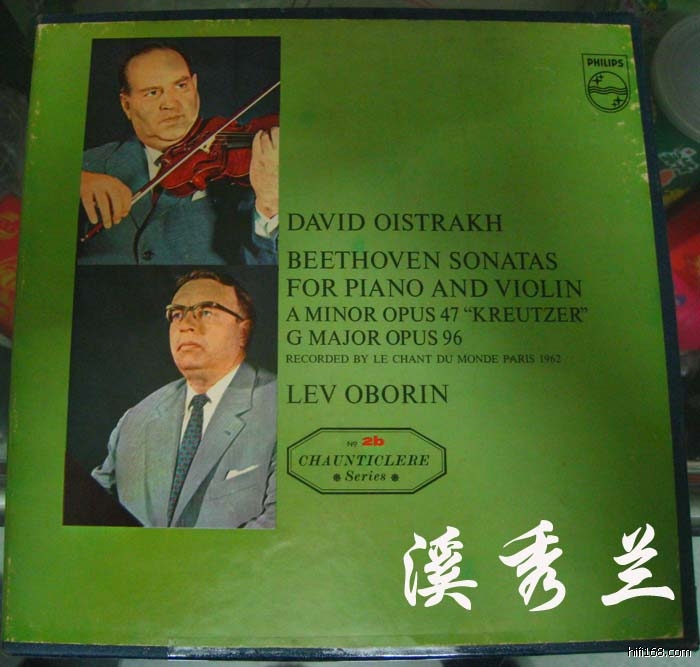 PHILIPS
DAVID OISTRAKH
BEETHOVEN SONATAS
FOR PIANO AND VIOLIN
A MINOR OPUS 47 “KREUTZER”
G MAJOR OPUS 96
RECORDED BY LE CHANT DU MONDE PARIS 1962
LEV OBORIN
Nº 2b
CHAUNTICLERE
Series
溪秀兰
hifi168.com